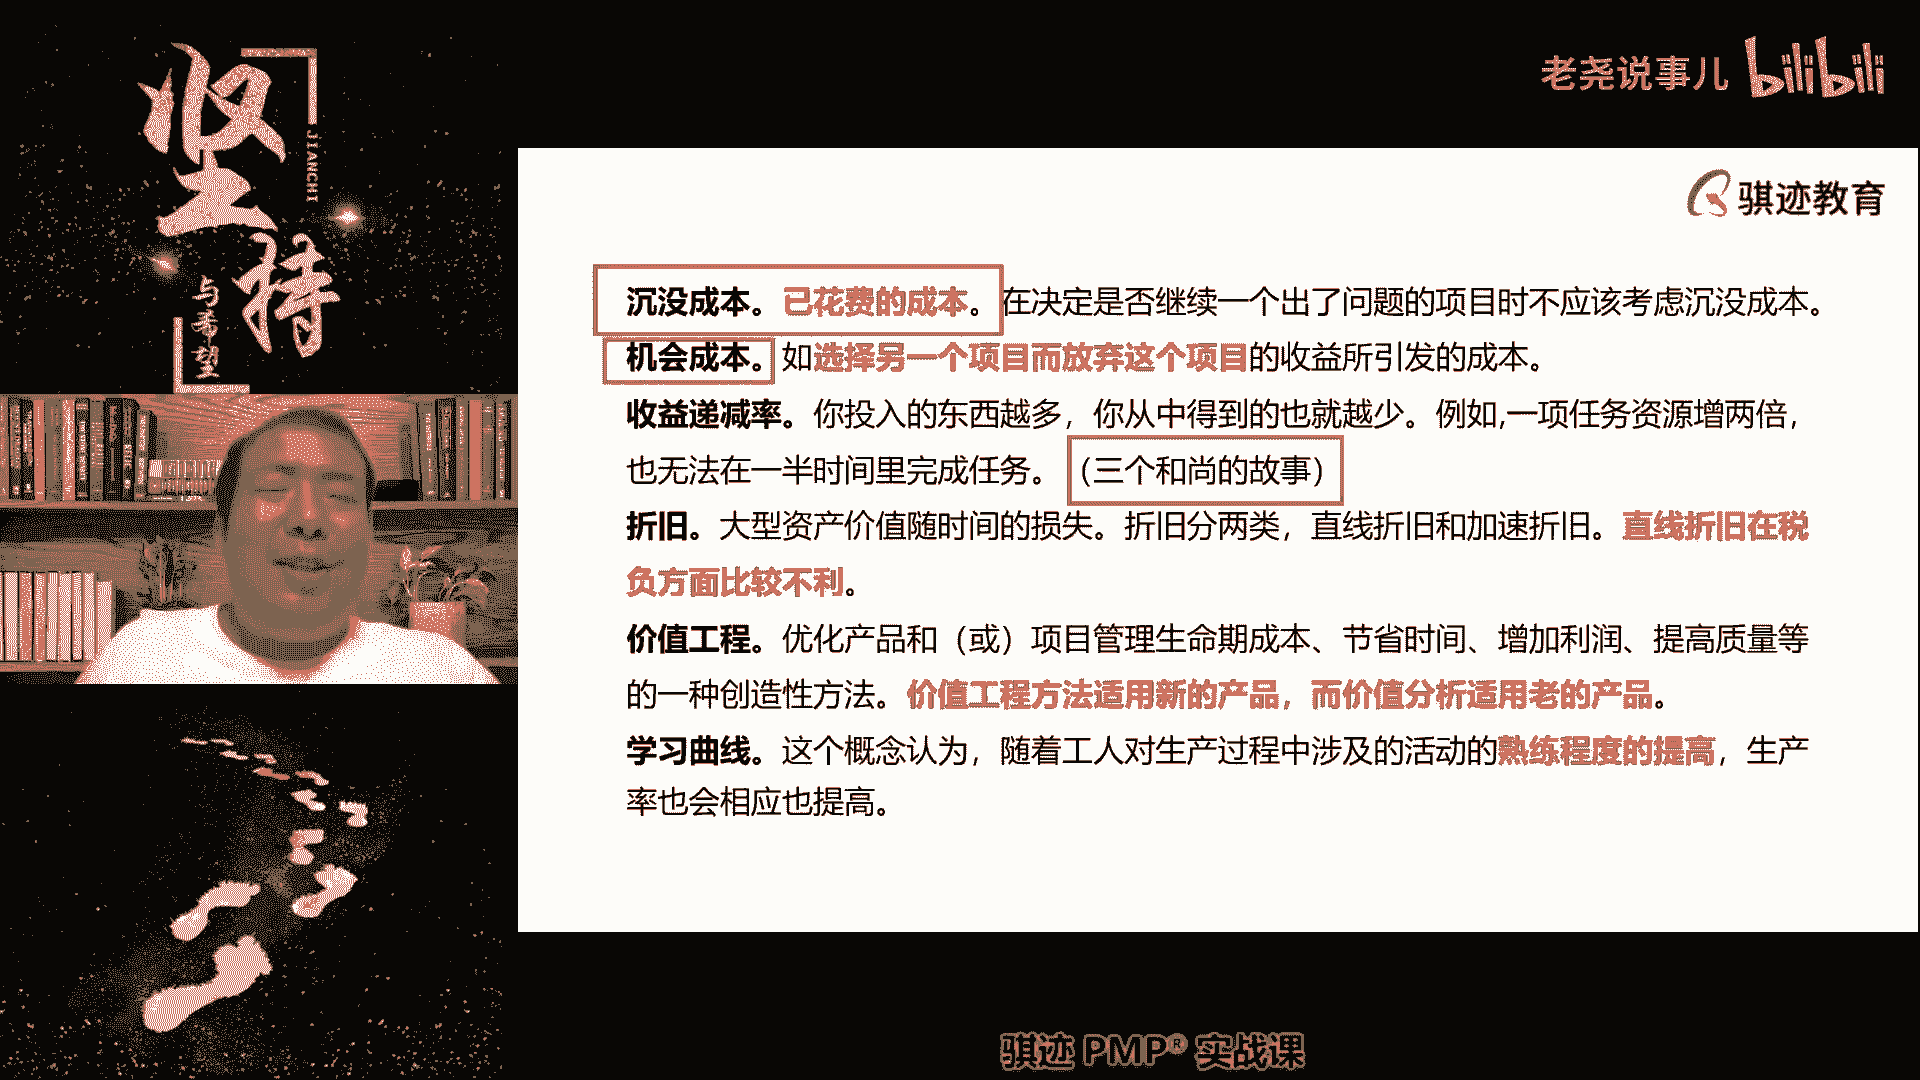 坚持
JIANCHI
与希望
老尧说事儿 bilibili
骐迹教育
沉没成本。已花费的成本。在决定是否继续一个出了问题的项目时不应该考虑沉没成本。
机会成本。如选择另一个项目而放弃这个项目的收益所引发的成本。
收益递减率。你投入的东西越多，你从中得到的也就越少。例如,一项任务资源增两倍，
也无法在一半时间里完成任务。（三个和尚的故事）
折旧。大型资产价值随时间的损失。折旧分两类，直线折旧和加速折旧。直线折旧在税
负方面比较不利。
价值工程。优化产品和（或）项目管理生命期成本、节省时间、增加利润、提高质量等
的一种创造性方法。价值工程方法适用新的产品，而价值分析适用老的产品。
学习曲线。这个概念认为，随着工人对生产过程中涉及的活动的熟练程度的提高，生产
率也会相应也提高。
骐迹 PMP® 实战课